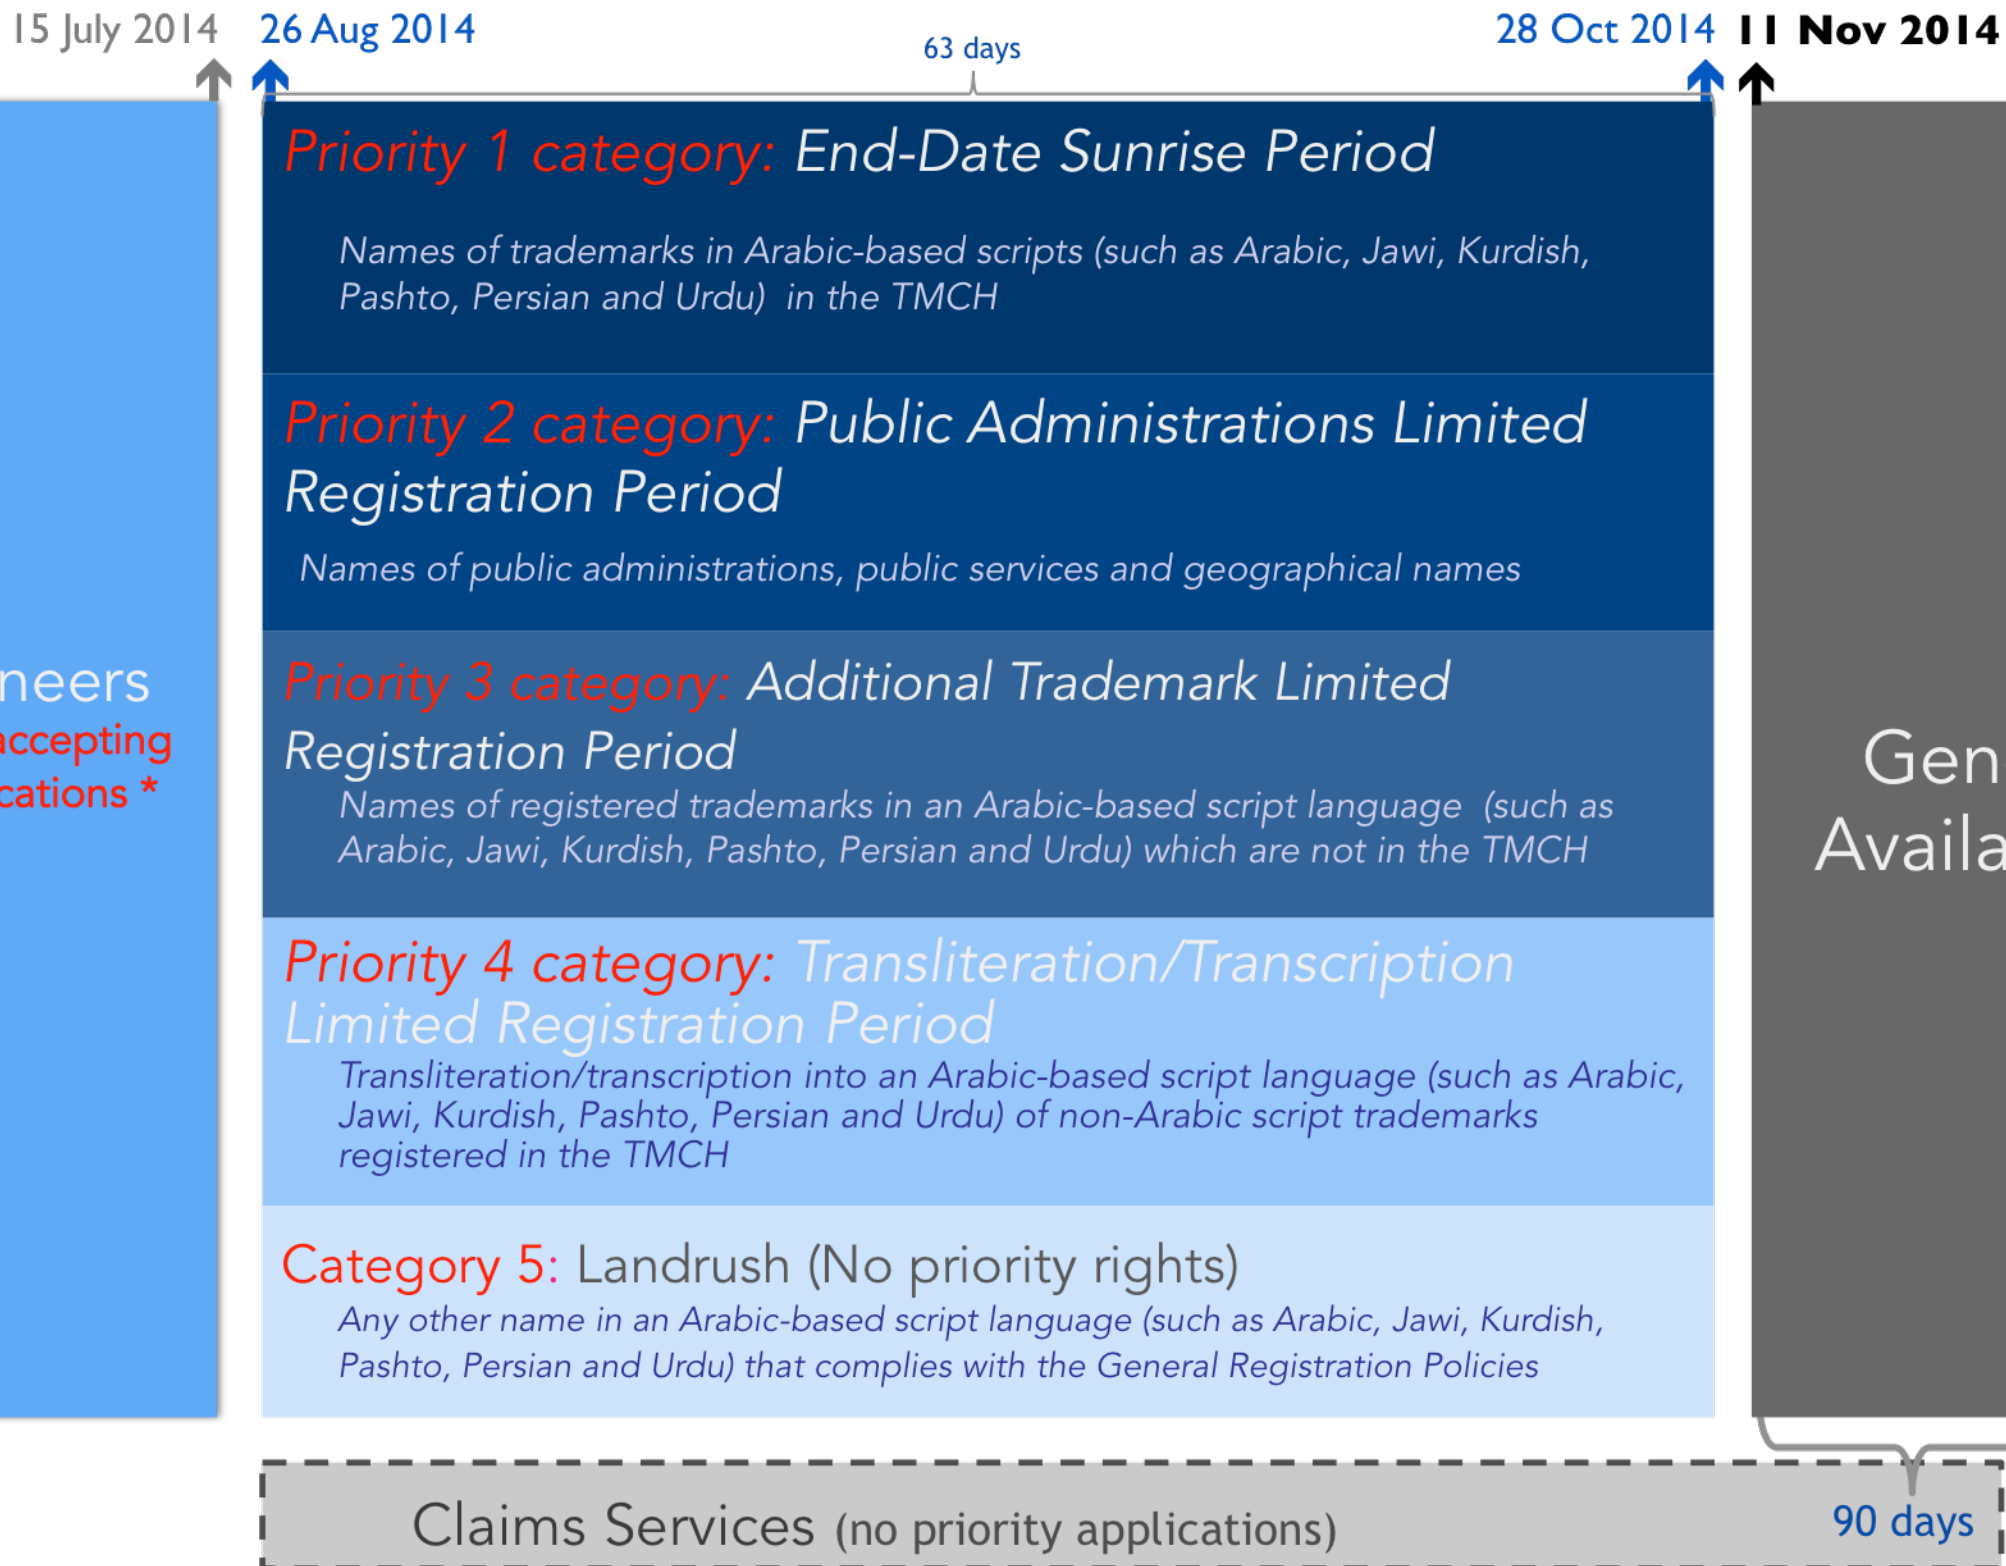 15 July 2014
26 Aug 2014
63 days
28 Oct 2014
11 Nov 2014
Priority 1 category: End-Date Sunrise Period
Names of trademarks in Arabic-based scripts (such as Arabic, Jawi, Kurdish,
Pashto, Persian and Urdu) in the TMCH
Priority 2 category: Public Administrations Limited
Registration Period
Names of public administrations, public services and geographical names
neers
accepting
cations *
Priority 3 category: Additional Trademark Limited
Registration Period
Names of registered trademarks in an Arabic-based script language (such as
Arabic, Jawi, Kurdish, Pashto, Persian and Urdu) which are not in the TMCH
Gen
Availa
Priority 4 category: Transliteration/Transcription
Limited Registration Period
Transliteration/transcription into an Arabic-based script language (such as Arabic,
Jawi, Kurdish, Pashto, Persian and Urdu) of non-Arabic script trademarks
registered in the TMCH
Category 5: Landrush (No priority rights)
Any other name in an Arabic-based script language (such as Arabic, Jawi, Kurdish,
Pashto, Persian and Urdu) that complies with the General Registration Policies
Claims Services (no priority applications)
90 days